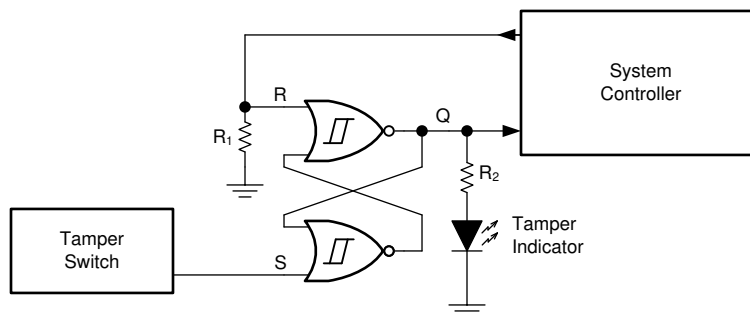 System
Controller
R
Q
R1
R2
Tamper
Indicator
Tamper
Switch
S